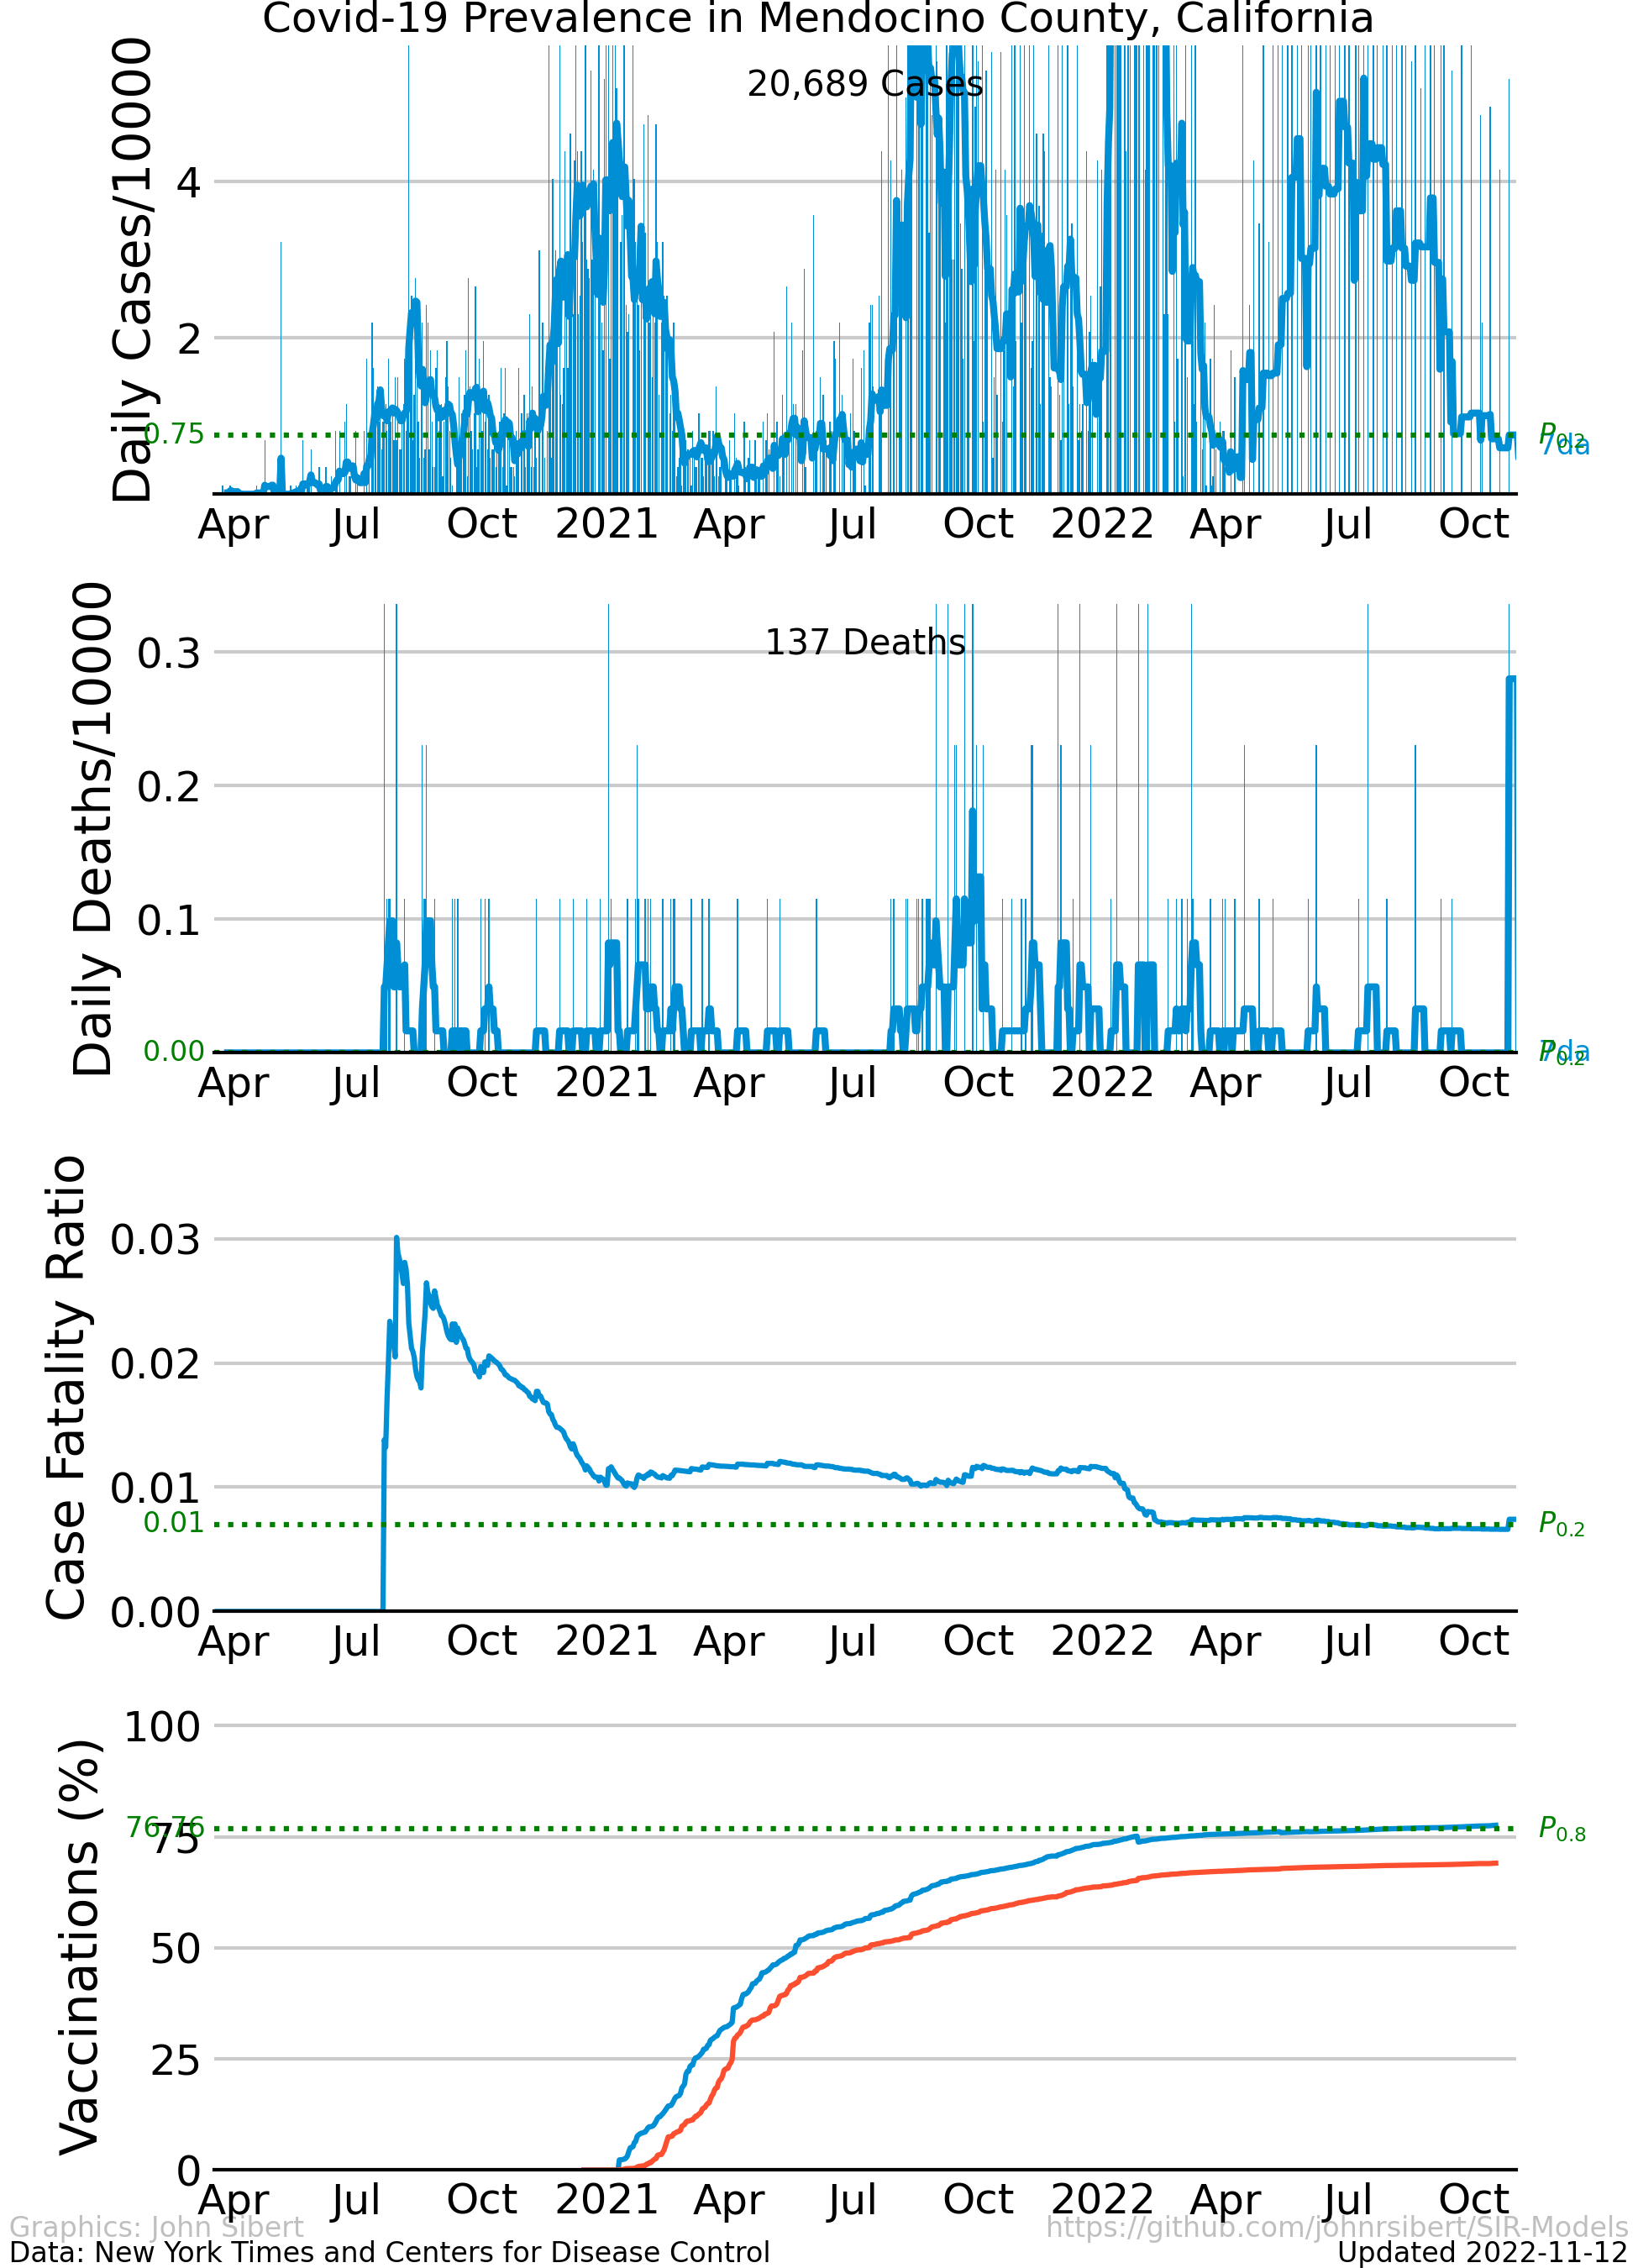 Covid-19 Prevalence in Mendocino County, California
20,689 Cases
Daily Cases/10000
4
2
0.75
P0.2
7da
Apr Jul Oct 2021 Apr Jul Oct 2022 Apr Jul Oct
137 Deaths
Daily Deaths/10000
0.3
0.2
0.1
0.00
P0.2
7da
Apr Jul Oct 2021 Apr Jul Oct 2022 Apr Jul Oct
Case Fatality Ratio
0.03
0.02
0.01
0.01
P0.2
0.00
Apr Jul Oct 2021 Apr Jul Oct 2022 Apr Jul Oct
Vaccinations (%)
100
76.76
75
P0.8
50
25
0
Apr Jul Oct 2021 Apr Jul Oct 2022 Apr Jul Oct
Graphics: John Sibert
https://github.com/johnrsibert/SIR-Models
Data: New York Times and Centers for Disease Control
Updated 2022-11-12